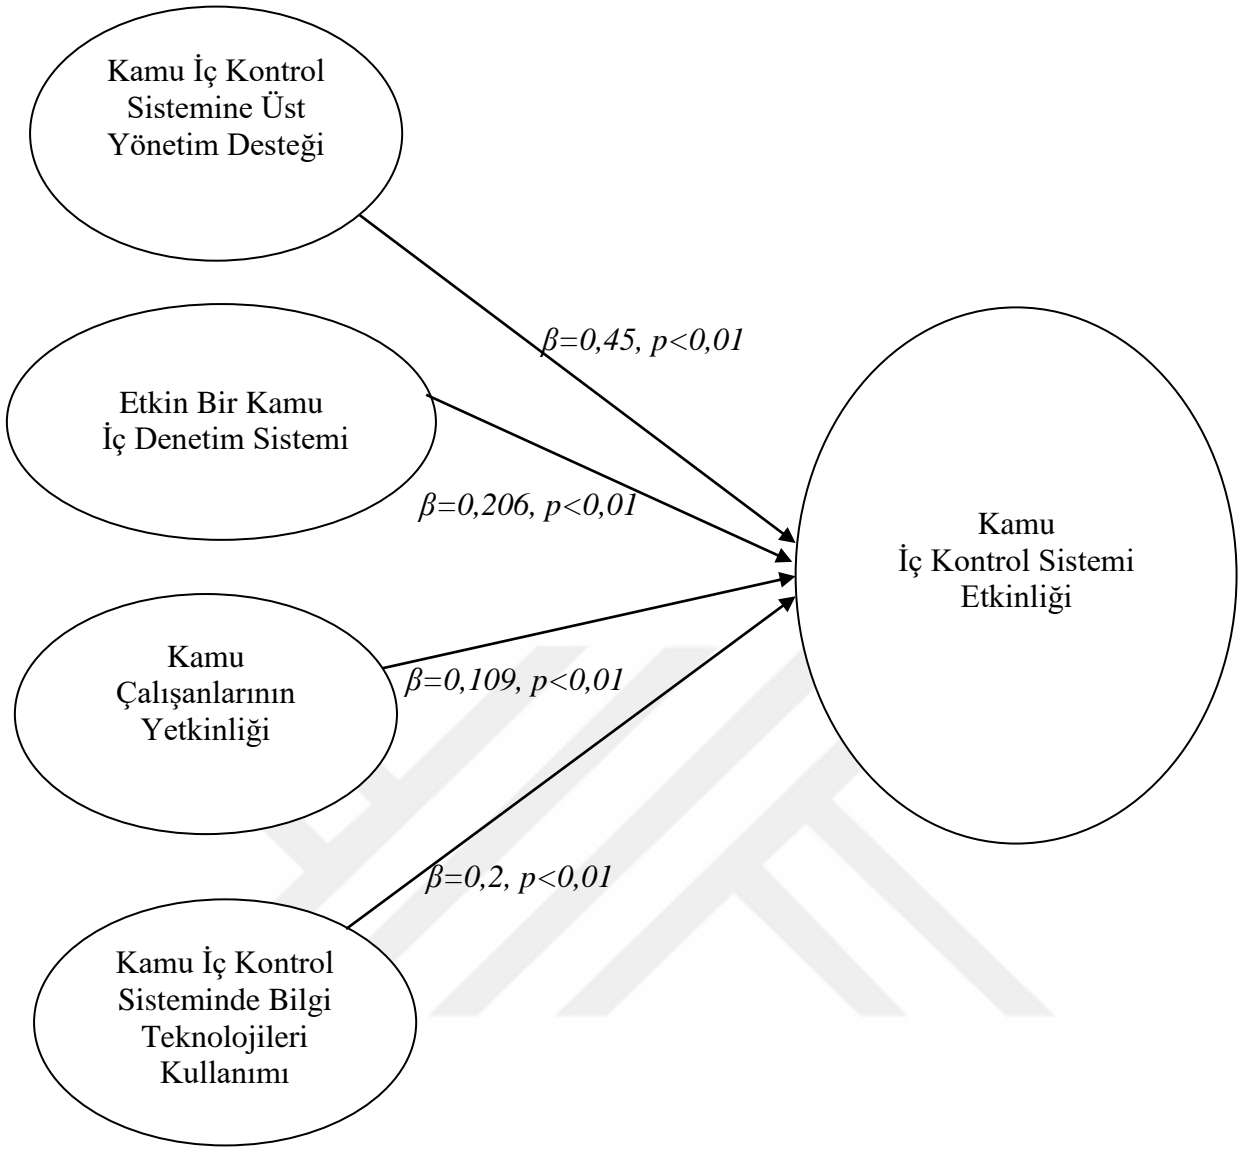 Kamu İç Kontrol
Sistemine Üst
Yönetim Desteği
β=0,45, p<0,01
Etkin Bir Kamu
İç Denetim Sistemi
β=0,206, p<0,01
Kamu
İç Kontrol Sistemi
Etkinliği
Kamu
Çalışanlarının
Yetkinliği
β=0,109, p<0,01
β=0,2, p<0,01
Kamu İç Kontrol
Sisteminde Bilgi
Teknolojileri
Kullanımı